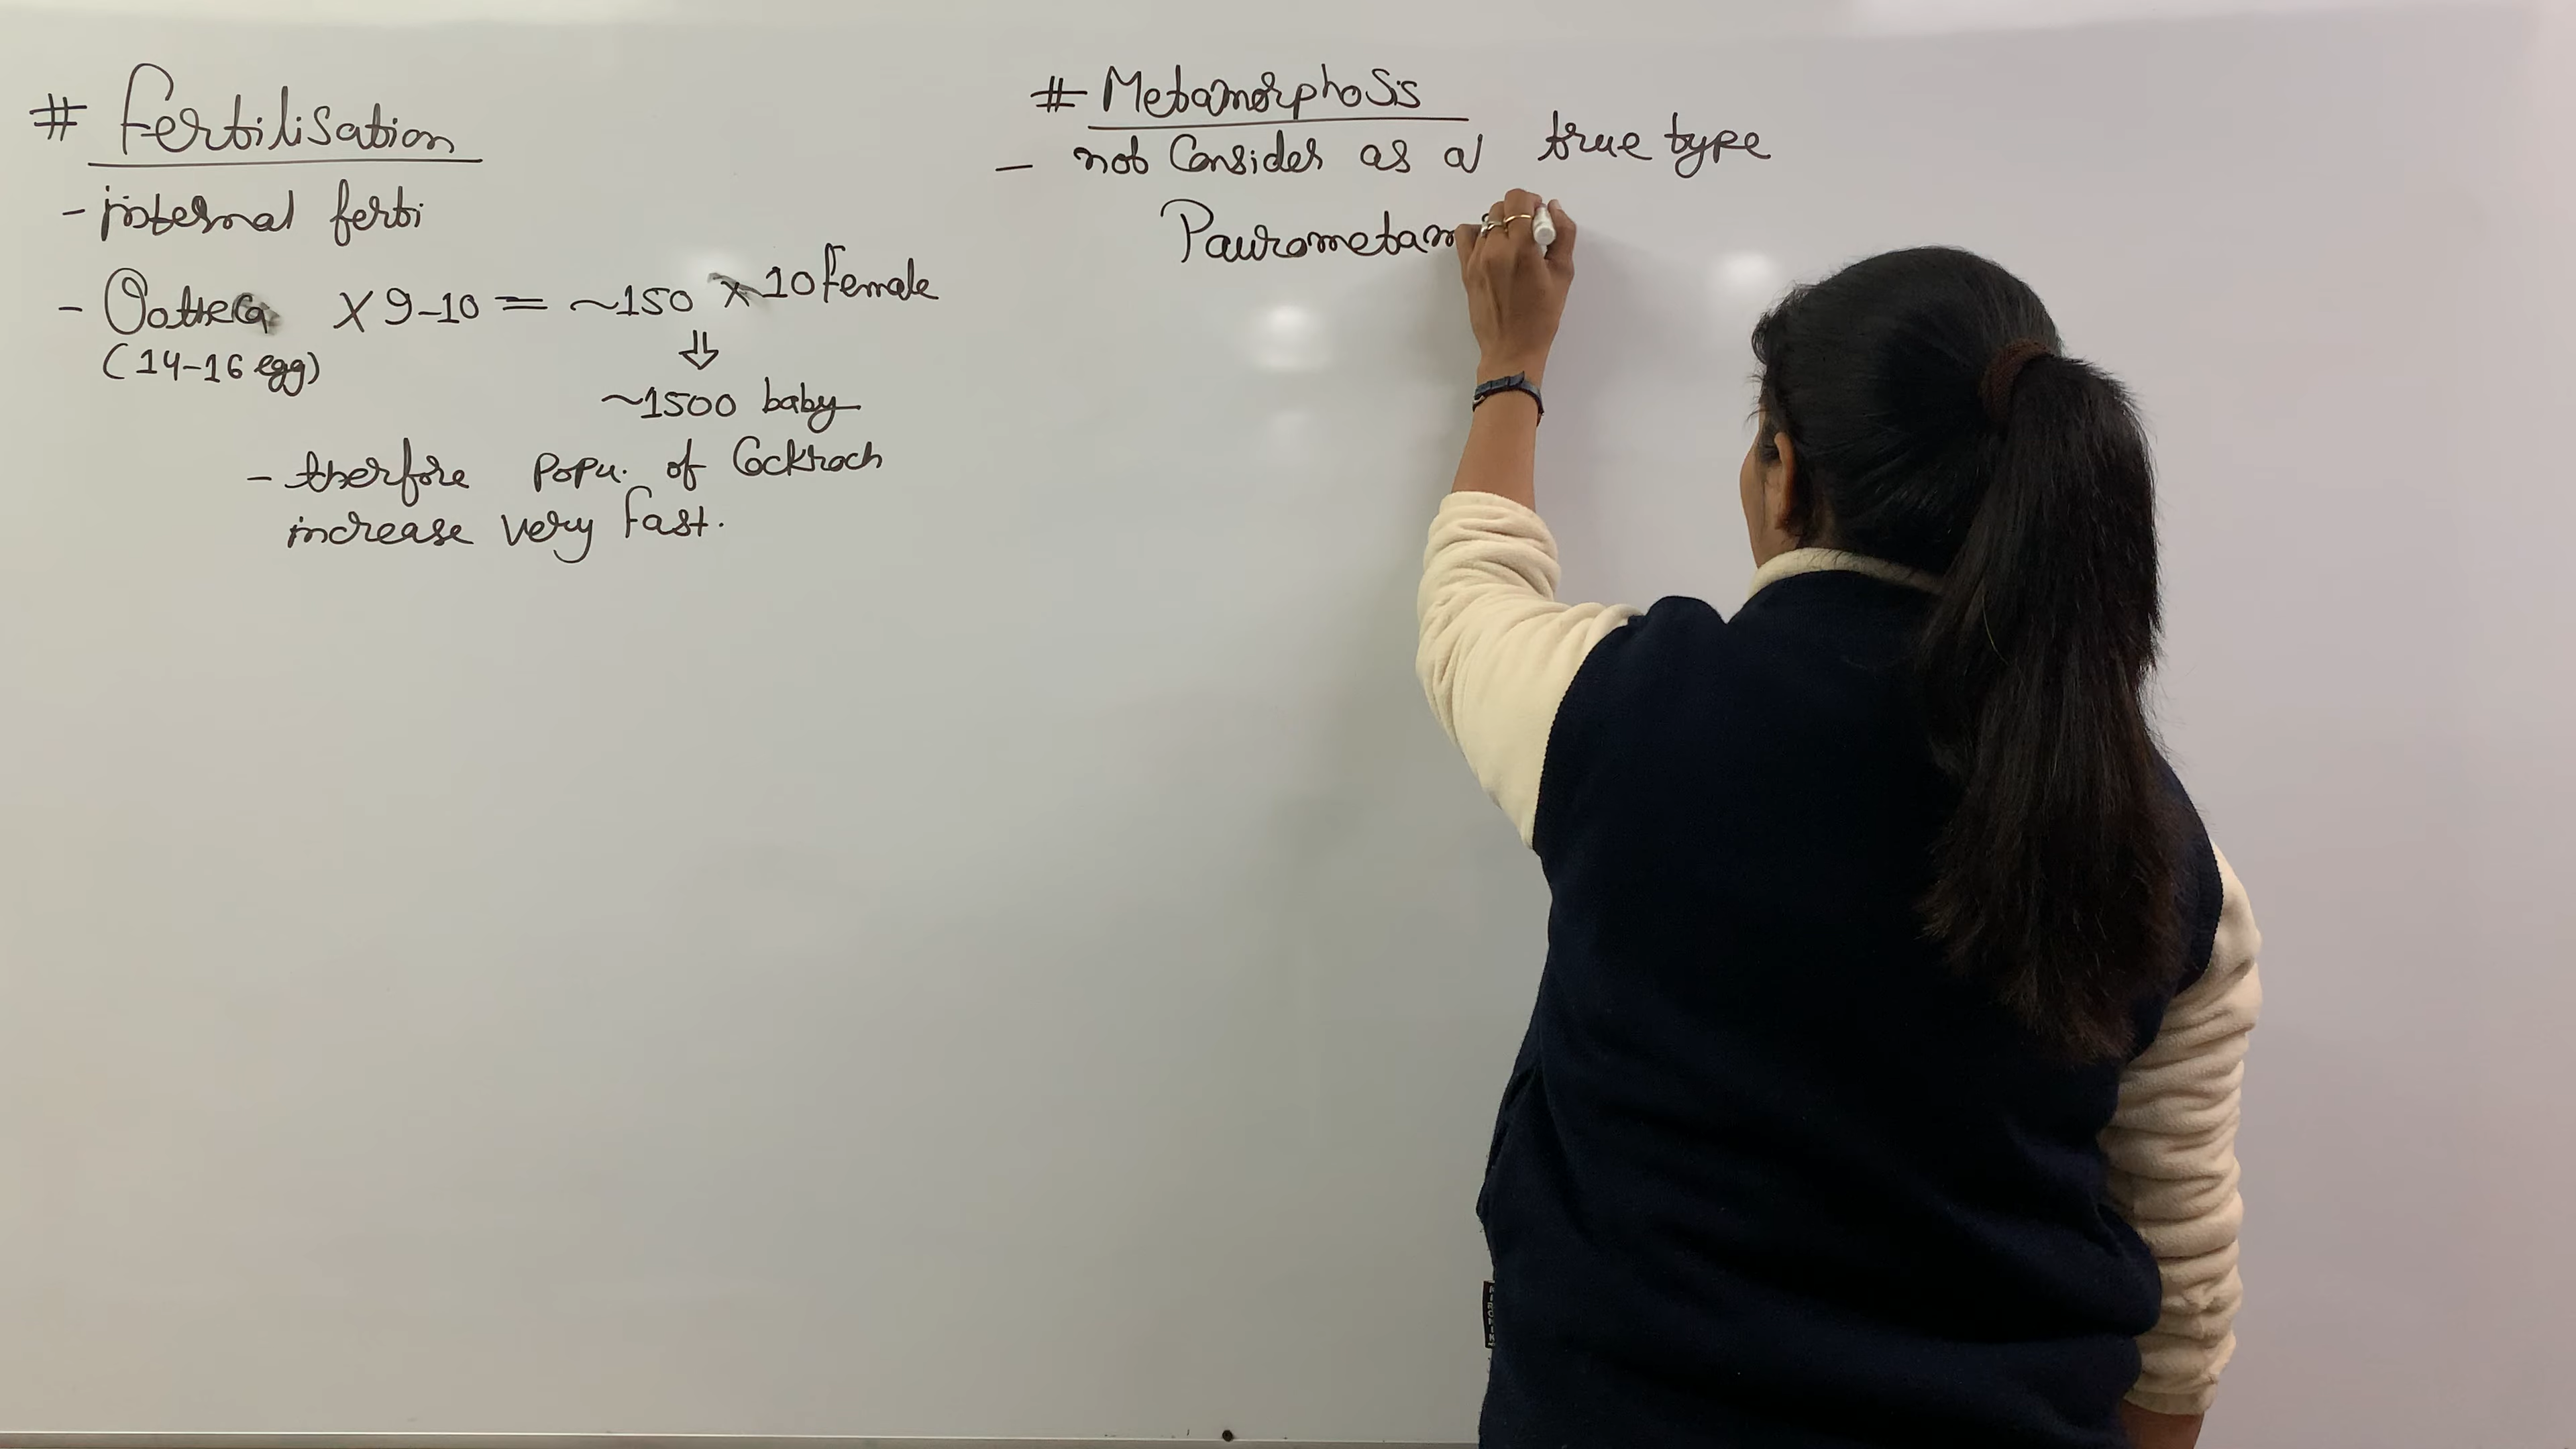 # Fertilisation
- internal ferti
- Ootheca X 9-10 = ~150 x 10 female
(14-16 egg)
⇓
~1500 baby
- therfore popu. of Cockroch
increase very fast.
# Metamorphosis
- not Consider as a true type
Paurometam